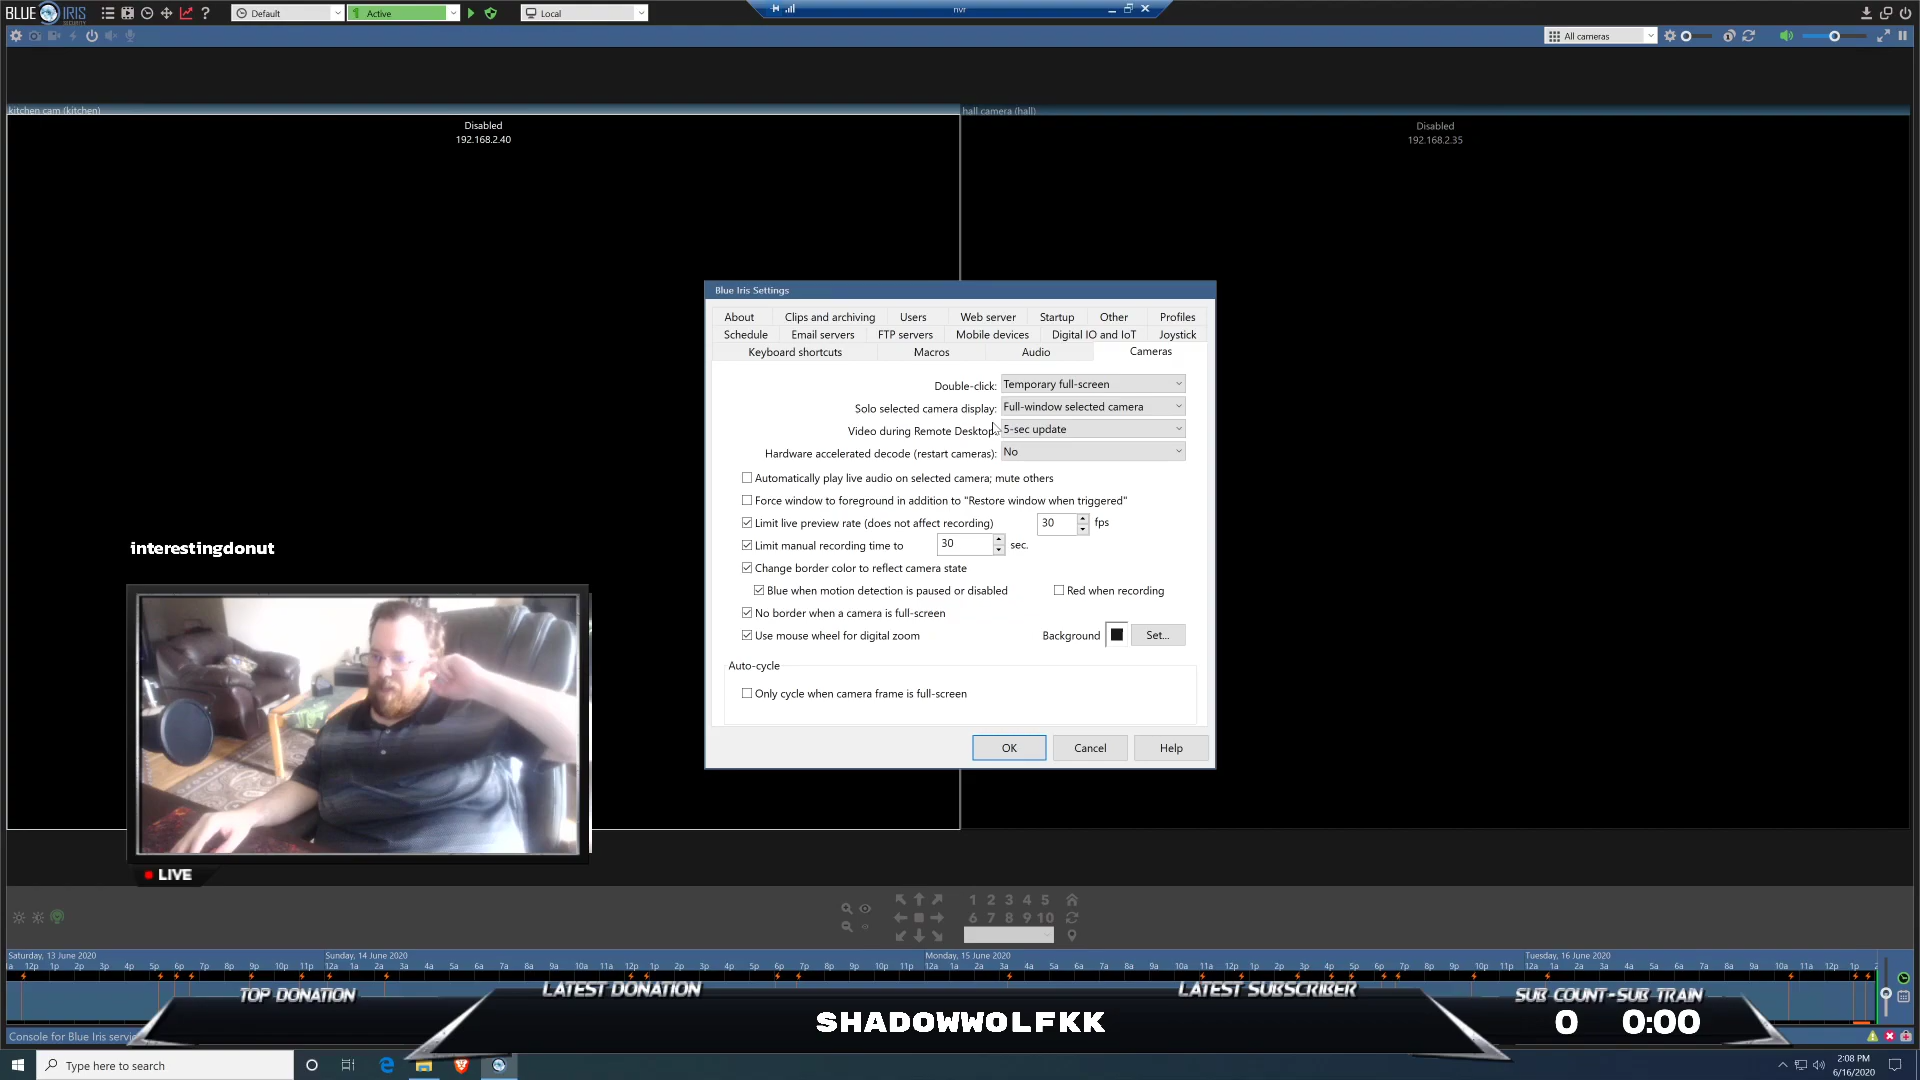 BLUE IRIS
SECURITY
Default
1 Active
Local
nvr
All cameras
kitchen cam (kitchen)
hall camera (hall)
Disabled
192.168.2.40
Disabled
192.168.2.35
Blue Iris Settings
About Clips and archiving Users Web server Startup Other Profiles
Schedule Email servers FTP servers Mobile devices Digital IO and IoT Joystick
Keyboard shortcuts Macros Audio Cameras
Double-click: Temporary full-screen
Solo selected camera display: Full-window selected camera
Video during Remote Desktop 5-sec update
Hardware accelerated decode (restart cameras): No
Automatically play live audio on selected camera; mute others
Force window to foreground in addition to "Restore window when triggered"
Limit live preview rate (does not affect recording) 30 fps
Limit manual recording time to 30 sec.
Change border color to reflect camera state
Blue when motion detection is paused or disabled Red when recording
No border when a camera is full-screen
Use mouse wheel for digital zoom Background Set...
Auto-cycle
Only cycle when camera frame is full-screen
OK Cancel Help
interestingdonut
LIVE
1 2 3 4 5
6 7 8 9 10
Saturday, 13 June 2020 Sunday, 14 June 2020 Monday, 15 June 2020 Tuesday, 16 June 2020
TOP DONATION LATEST DONATION LATEST SUBSCRIBER SUB COUNT-SUB TRAIN
SHADOWWOLFKK 0 0:00
Console for Blue Iris servi
Type here to search
2:08 PM
6/16/2020